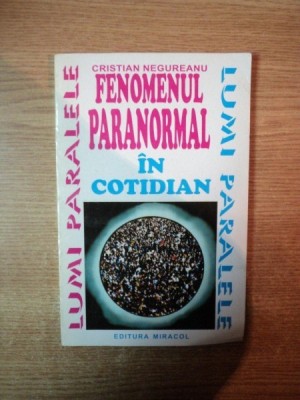 CRISTIAN NEGUREANU
FENOMENUL
PARANORMAL
ÎN
COTIDIAN
LUMI PARALELE
LUMI PARALELE
EDITURA MIRACOL